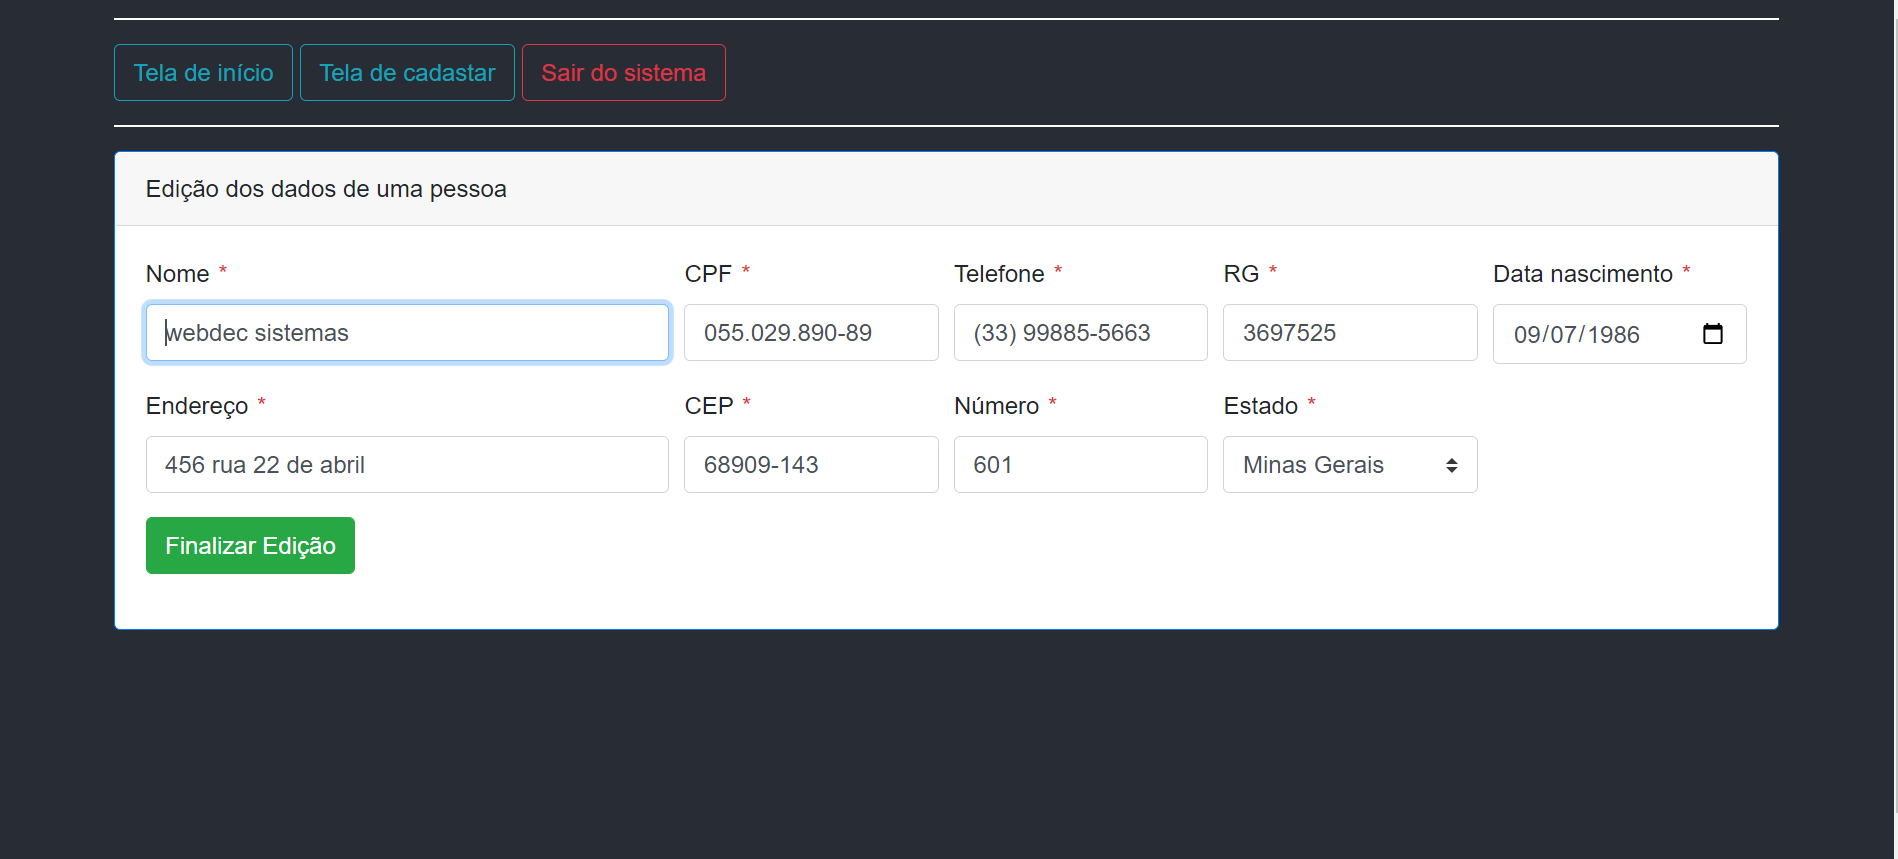 Tela de início Tela de cadastar Sair do sistema
Edição dos dados de uma pessoa
Nome * CPF * Telefone * RG * Data nascimento *
webdec sistemas 055.029.890-89 (33) 99885-5663 3697525 09/07/1986
Endereço * CEP * Número * Estado *
456 rua 22 de abril 68909-143 601 Minas Gerais
Finalizar Edição